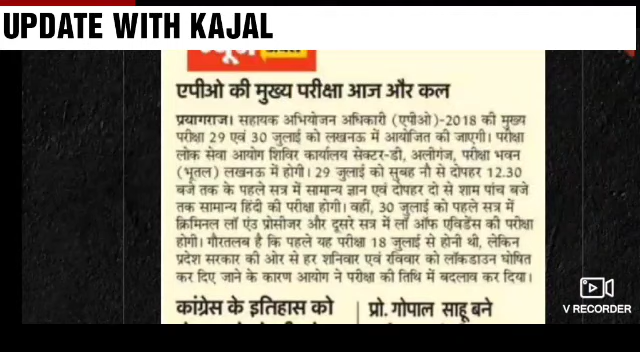 UPDATE WITH KAJAL
न्यूज
एपीओ की मुख्य परीक्षा आज और कल
प्रयागराज। सहायक अभियोजन अधिकारी (एपीओ)-2018 की मुख्य
परीक्षा 29 एवं 30 जुलाई को लखनऊ में आयोजित की जाएगी। परीक्षा
लोक सेवा आयोग शिविर कार्यालय सेक्टर-डी, अलीगंज, परीक्षा भवन
(भूतल) लखनऊ में होगी। 29 जुलाई को सुबह नौ से दोपहर 12.30
बजे तक के पहले सत्र में सामान्य ज्ञान एवं दोपहर दो से शाम पांच बजे
तक सामान्य हिंदी की परीक्षा होगी। वहीं, 30 जुलाई को पहले सत्र में
क्रिमिनल लॉ एंड प्रोसीजर और दूसरे सत्र में लॉ ऑफ एविडेंस की परीक्षा
होगी। गौरतलब है कि पहले यह परीक्षा 18 जुलाई से होनी थी, लेकिन
प्रदेश सरकार की ओर से हर शनिवार एवं रविवार को लॉकडाउन घोषित
कर दिए जाने के कारण आयोग ने परीक्षा की तिथि में बदलाव कर दिया।
कांग्रेस के इतिहास को
प्रो. गोपाल साहू बने
V RECORDER